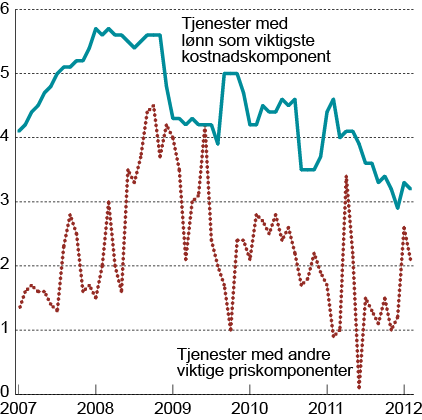 6
Tjenester med
lønn som viktigste
kostnadskomponent
5
4
3
2
1
Tjenester med andre
viktige priskomponenter
0
2007 2008 2009 2010 2011 2012